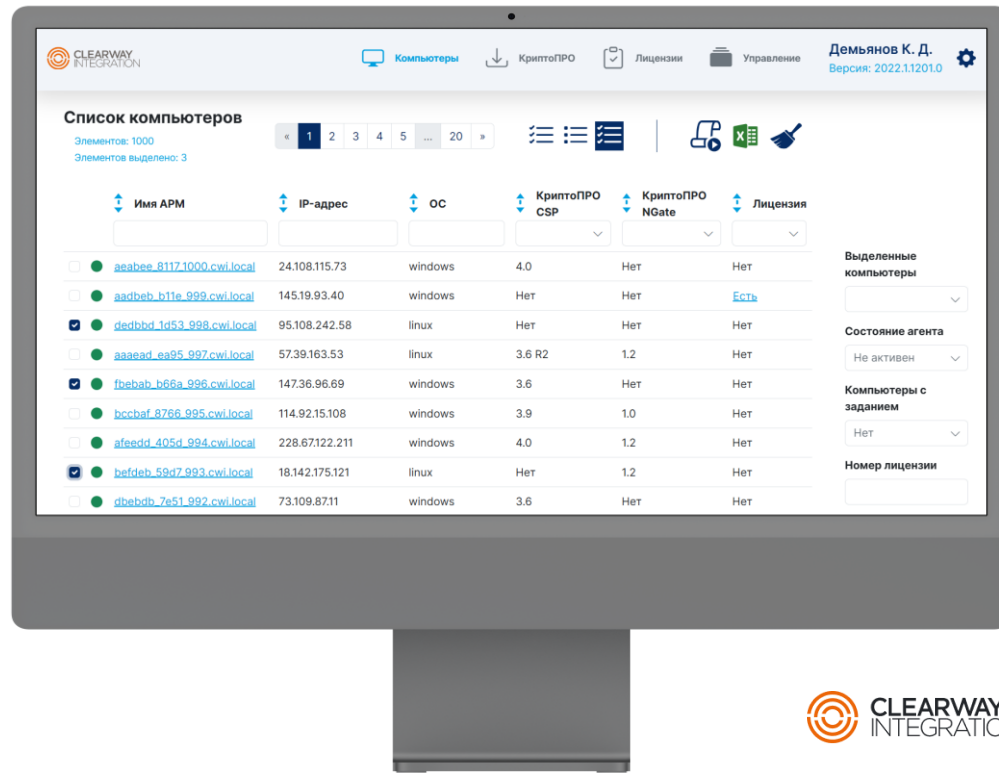 CLEARWAY
INTEGRATION
Компьютеры
КриптоПРО
Лицензии
Управление
Демьянов К. Д.
Версия: 2022.1.1201.0
Список компьютеров
Элементов: 1000
Элементов выделено: 3
« 1 2 3 4 5 ... 20 »
Имя АРМ
IP-адрес
ОС
КриптоПРО
CSP
КриптоПРО
NGate
Лицензия
aeabee_8117_1000.cwi.local 24.108.115.73 windows 4.0 Нет Нет
aadbeb_b11e_999.cwi.local 145.19.93.40 windows Нет Нет Есть
dedbbd_1d53_998.cwi.local 95.108.242.58 linux Нет Нет Нет
aaaead_ea95_997.cwi.local 57.39.163.53 linux 3.6 R2 1.2 Нет
fbebab_b66a_996.cwi.local 147.36.96.69 windows 3.6 Нет Нет
bccbaf_8766_995.cwi.local 114.92.15.108 windows 3.9 1.0 Нет
afeedd_405d_994.cwi.local 228.67.122.211 windows 4.0 1.2 Нет
befdeb_59d7_993.cwi.local 18.142.175.121 linux Нет 1.2 Нет
dbebdb_7e51_992.cwi.local 73.109.87.11 windows 3.6 Нет Нет
Выделенные
компьютеры
Состояние агента
Не активен
Компьютеры с
заданием
Нет
Номер лицензии
CLEARWAY
INTEGRATIO